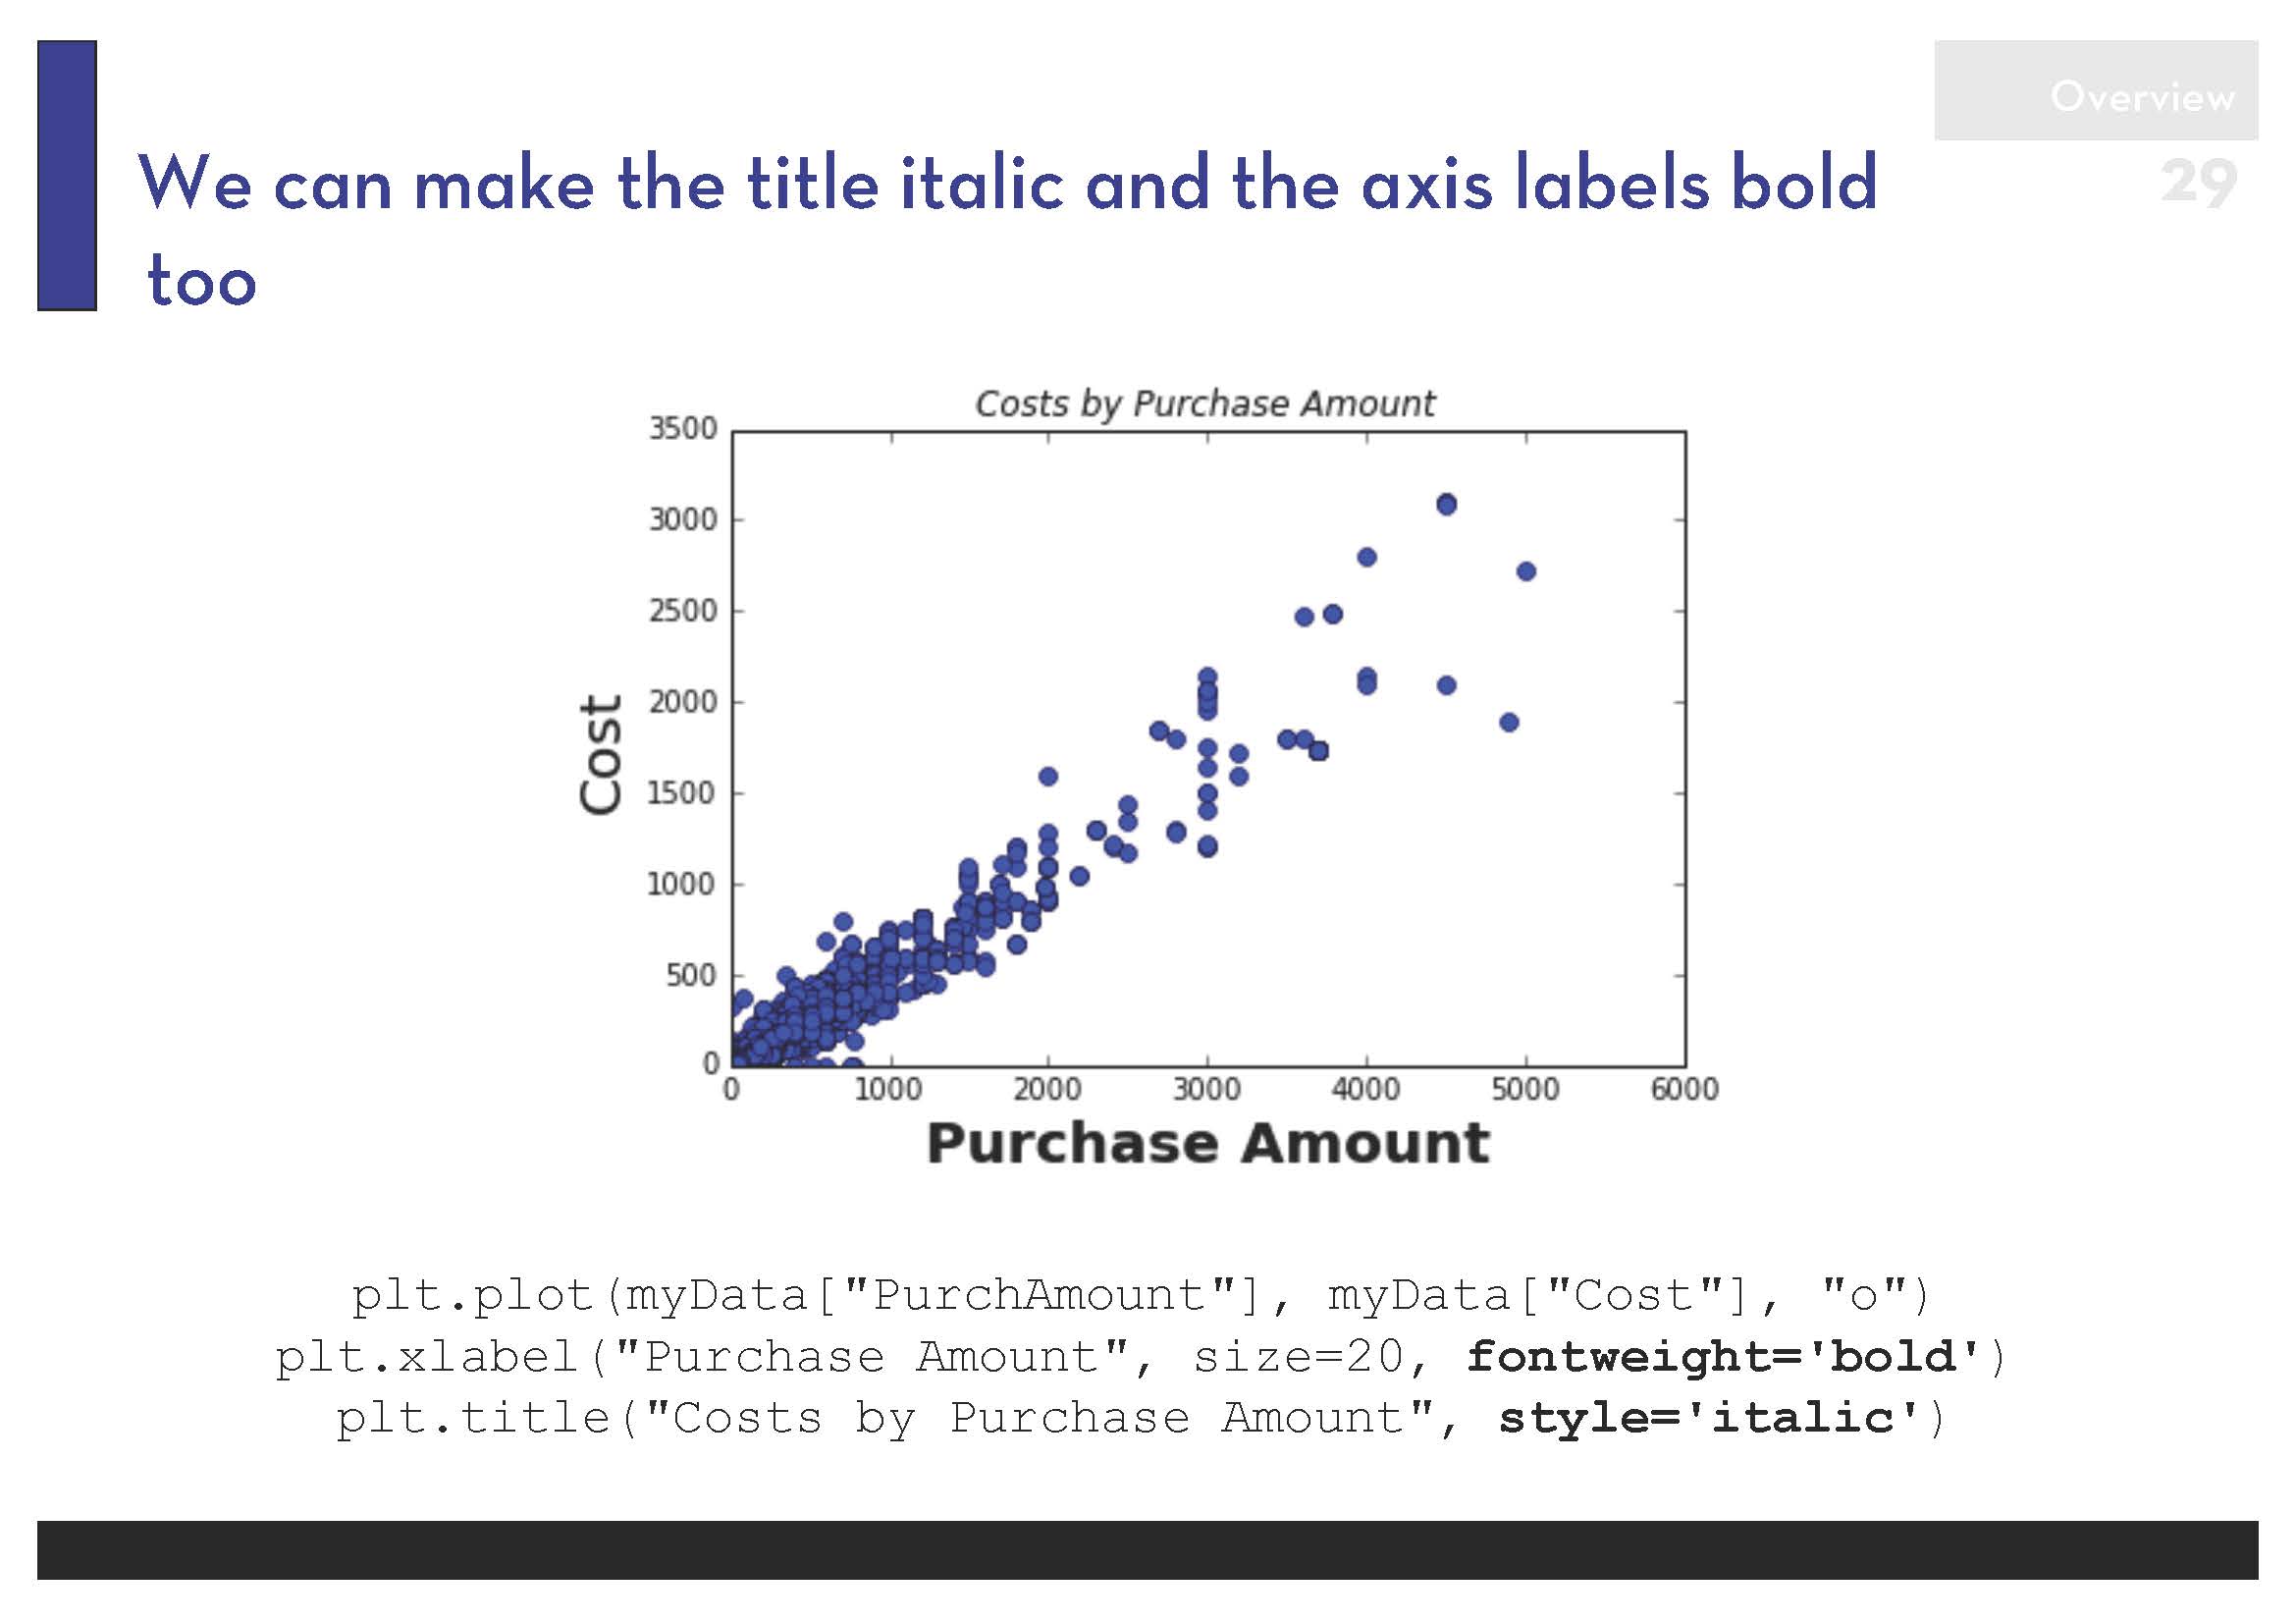 Overview
29
We can make the title italic and the axis labels bold
too
Costs by Purchase Amount
3500
3000
2500
2000
1500
1000
500
0
Cost
0 1000 2000 3000 4000 5000 6000
Purchase Amount
plt.plot(myData["PurchAmount"], myData["Cost"], "o")
plt.xlabel("Purchase Amount", size=20, fontweight='bold')
plt.title("Costs by Purchase Amount", style='italic')